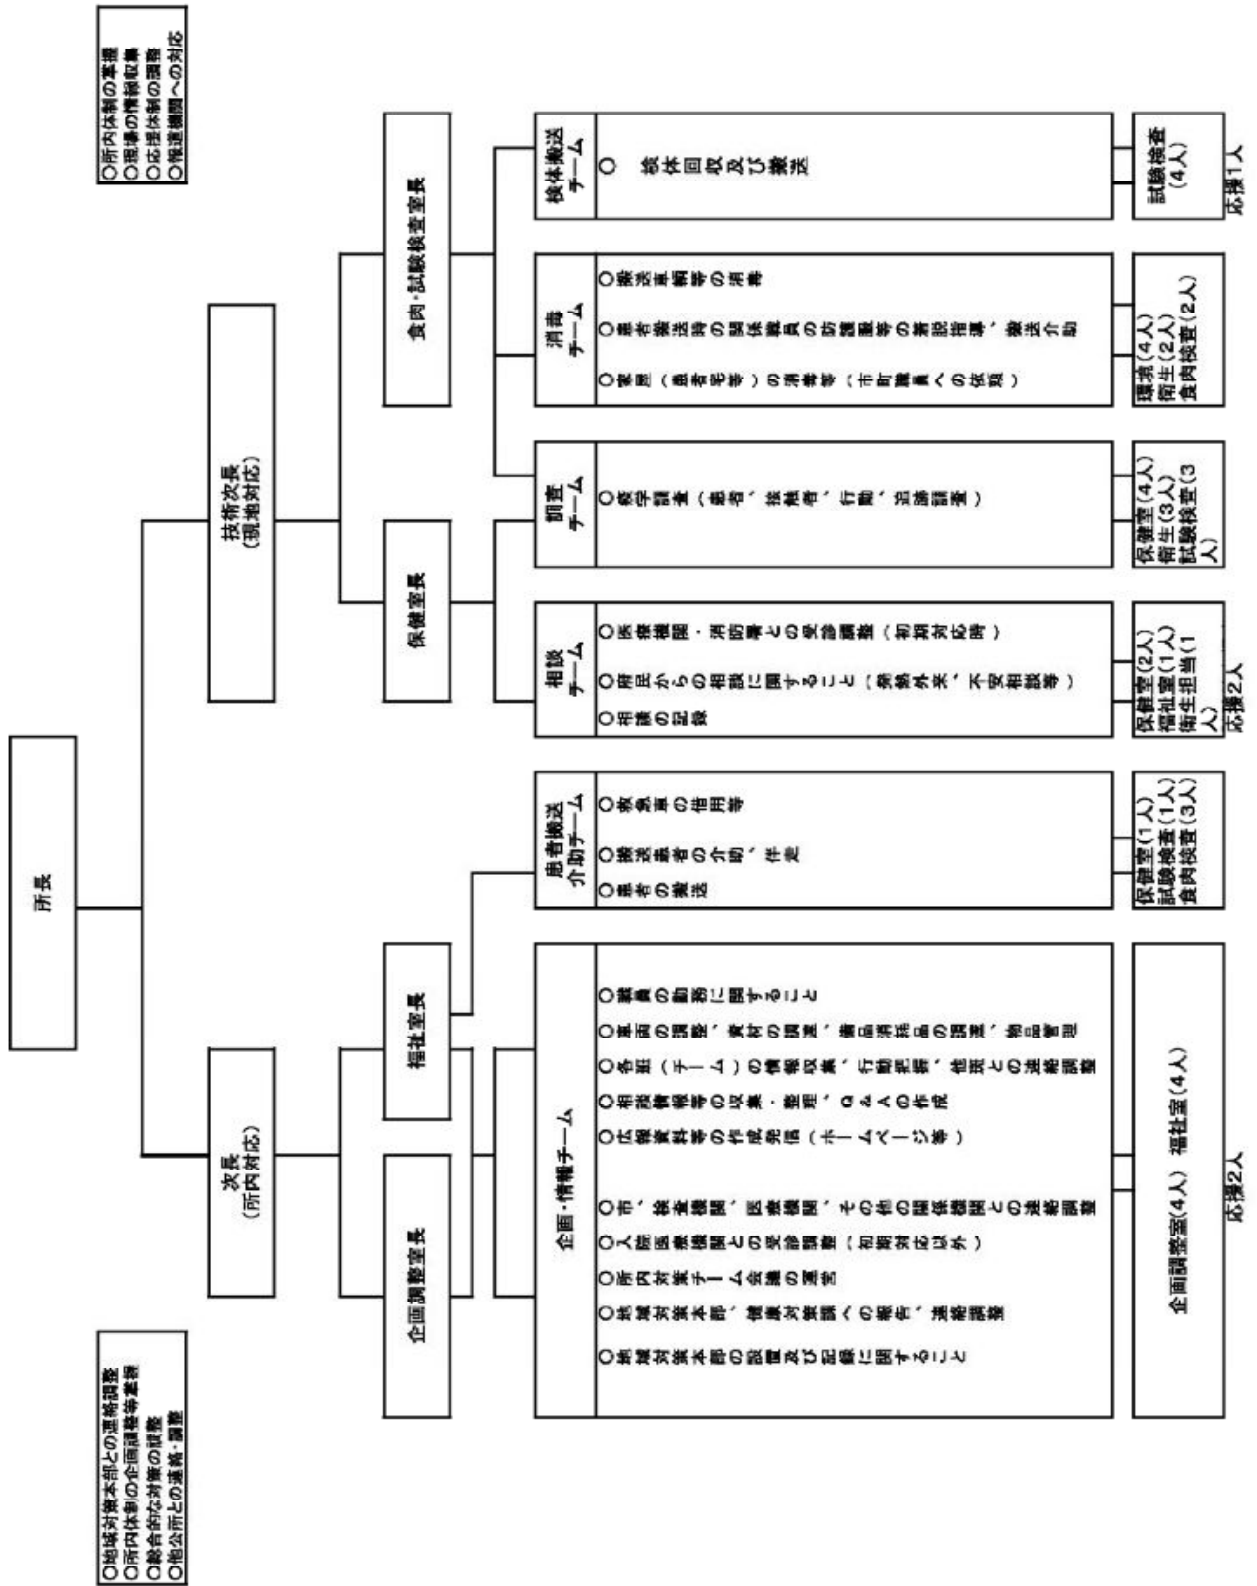 所長
○地域対策本部との連絡調整
○所内体制の企画調整等掌握
○総合的な対策の調整
○他公所との連絡・調整
○所内体制の掌握
○現場の情報収集
○応援体制の調整
○報道機関への対応
次長
(所内対応)
技術次長
(現地対応)
企画調整室長
福祉室長
保健室長
食肉・試験検査室長
企画・情報チーム
○地域対策本部の設置及び記録に関すること
○地域対策本部、健康対策課への報告、連絡調整
○所内対策チーム会議の運営
○入院医療機関との受診調整(初期対応以外)
○市、検査機関、医療機関、その他の関係機関との連絡調整
○広報資料等の作成発信(ホームページ等)
○相談情報等の収集・整理、Q&Aの作成
○各班(チーム)の情報収集、行動把握、他班との連絡調整
○車両の調整、資材の調達、備品消耗品の調達、物品管理
○職員の勤務に関すること
企画調整室(4人) 福祉室(4人)
応援2人
患者搬送
介助チーム
○患者の搬送
○搬送患者の介助、伴走
○救急車の借用等
保健室(1人)
試験検査(1人)
食肉検査(3人)
相談
チーム
○相談の記録
○府民からの相談に関すること(発熱外来、不安相談等)
○医療機関・消防等との受診調整(初期対応時)
保健室(2人)
福祉室(1人)
衛生担当(1
人)
応援2人
調査
チーム
○疫学調査(患者、接触者、行動、追跡調査)
保健室(4人)
衛生(3人)
試験検査(3
人)
消毒
チーム
○家屋(患者宅等)の消毒等(市町職員への依頼)
○患者搬送時の関係職員の防護服等の着脱指導、搬送介助
○搬送車輌等の消毒
環境(4人)
衛生(2人)
食肉検査(2人)
検体搬送
チーム
○ 検体回収及び搬送
試験検査
(4人)
応援1人